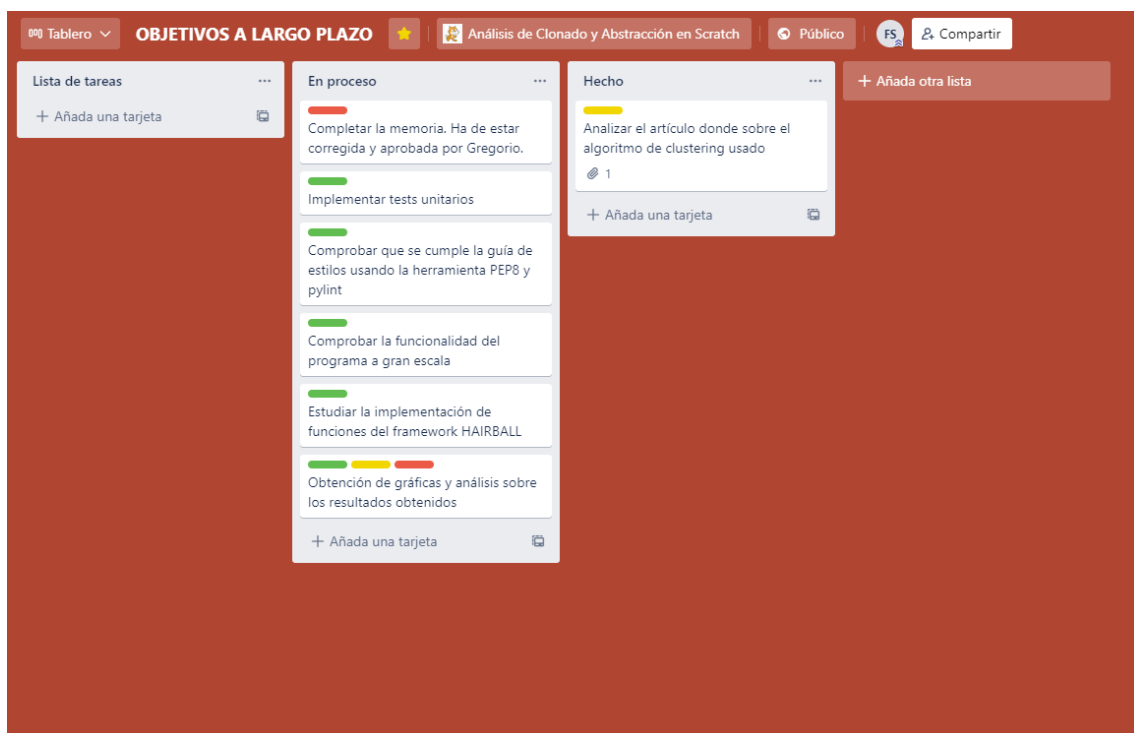 Tablero
OBJETIVOS A LARGO PLAZO
Análisis de Clonado y Abstracción en Scratch
Público
FS
Compartir
Lista de tareas
+ Añada una tarjeta
En proceso
Completar la memoria. Ha de estar
corregida y aprobada por Gregorio.
Implementar tests unitarios
Comprobar que se cumple la guía de
estilos usando la herramienta PEP8 y
pylint
Comprobar la funcionalidad del
programa a gran escala
Estudiar la implementación de
funciones del framework HAIRBALL
Obtención de gráficas y análisis sobre
los resultados obtenidos
+ Añada una tarjeta
Hecho
Analizar el artículo donde sobre el
algoritmo de clustering usado
1
+ Añada una tarjeta
+ Añada otra lista